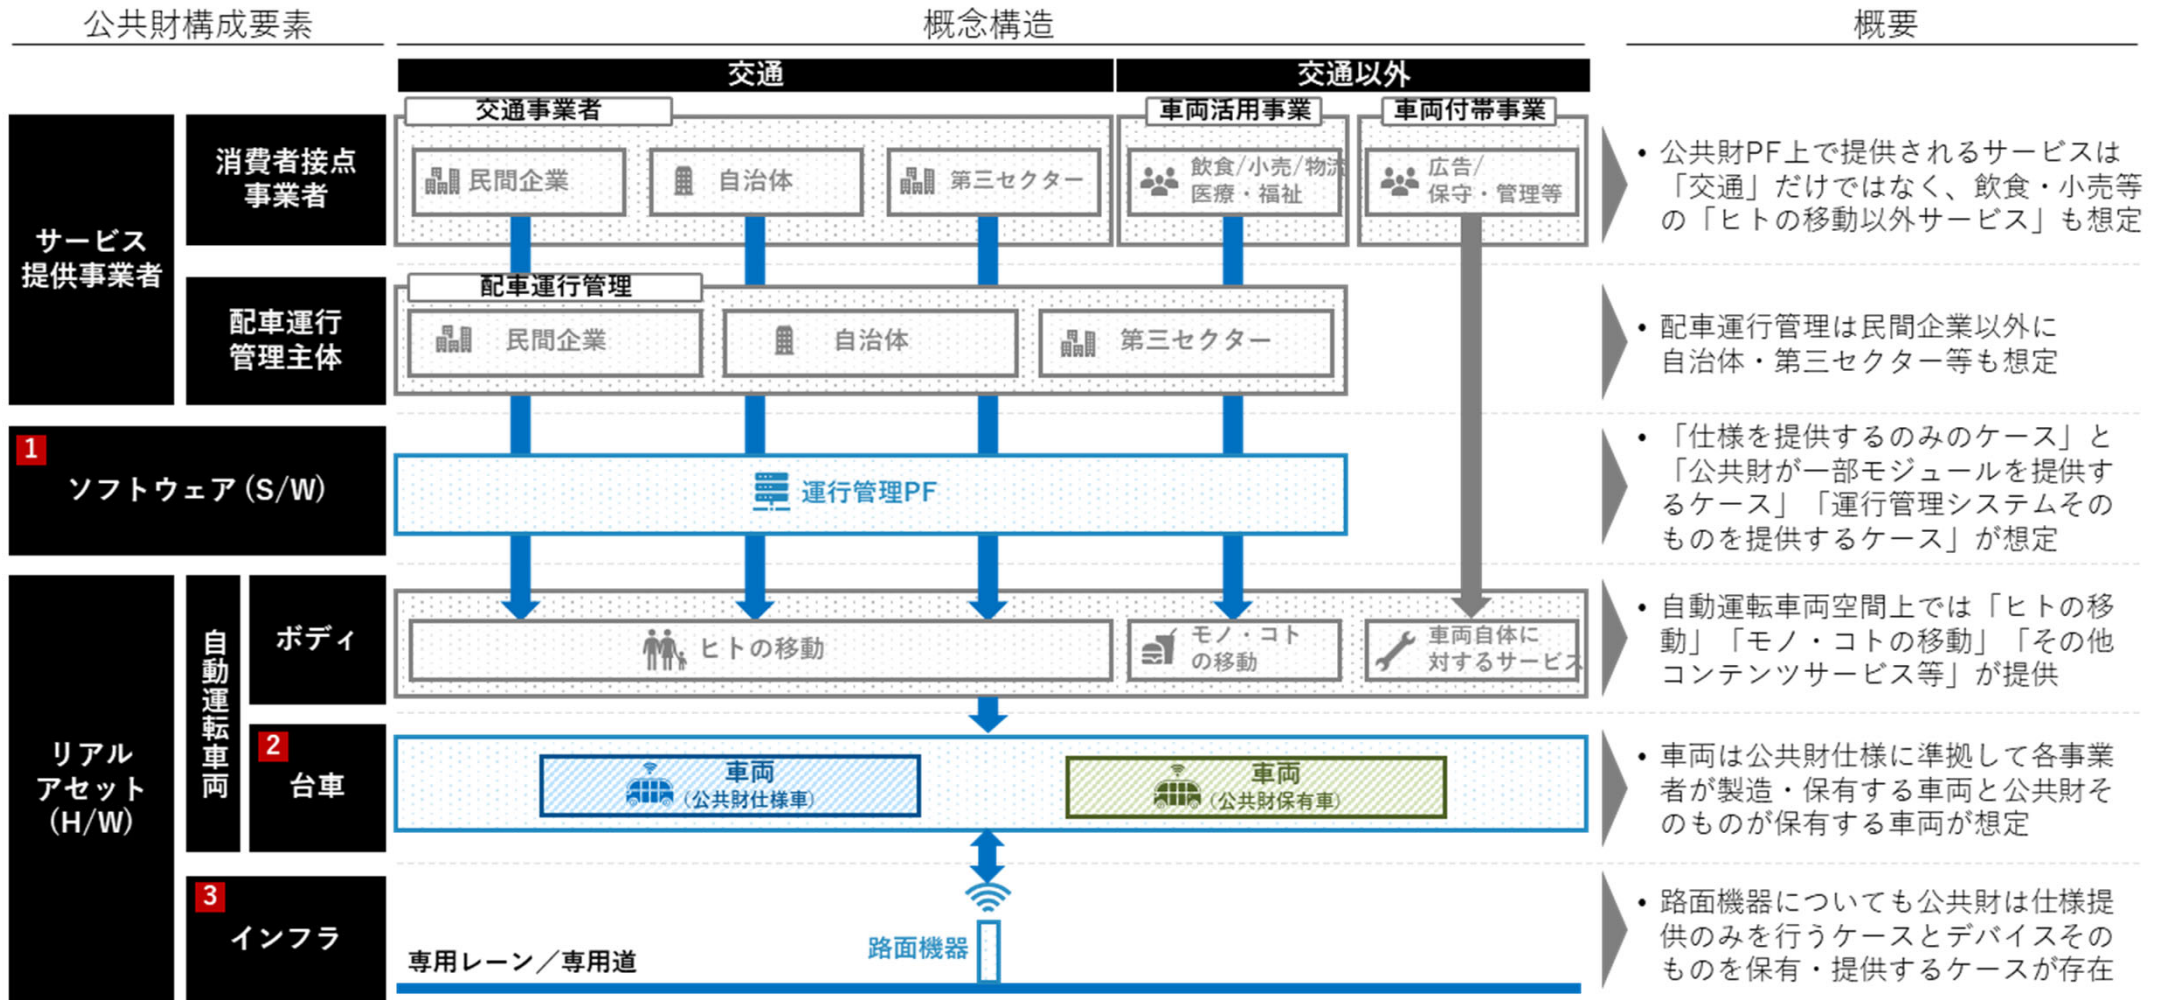 公共財構成要素
概念構造
概要
交通
交通以外
サービス
提供事業者
消費者接点
事業者
交通事業者
民間企業
自治体
第三セクター
車両活用事業
飲食/小売/物流
医療・福祉
車両付帯事業
広告/
保守・管理等
• 公共財PF上で提供されるサービスは
「交通」だけではなく、飲食・小売等
の「ヒトの移動以外サービス」も想定
配車運行
管理主体
配車運行管理
民間企業
自治体
第三セクター
• 配車運行管理は民間企業以外に
自治体・第三セクター等も想定
1
ソフトウェア(S/W)
運行管理PF
• 「仕様を提供するのみのケース」と
「公共財が一部モジュールを提供す
るケース」「運行管理システムその
ものを提供するケース」が想定
リアル
アセット
(H/W)
自動運転車両
ボディ
ヒトの移動
モノ・コト
の移動
車両自体に
対するサービス
• 自動運転車両空間上では「ヒトの移
動」「モノ・コトの移動」「その他
コンテンツサービス等」が提供
2
台車
車両
(公共財仕様車)
車両
(公共財保有車)
• 車両は公共財仕様に準拠して各事業
者が製造・保有する車両と公共財そ
のものが保有する車両が想定
3
インフラ
専用レーン／専用道
路面機器
• 路面機器についても公共財は仕様提
供のみを行うケースとデバイスその
ものを保有・提供するケースが存在